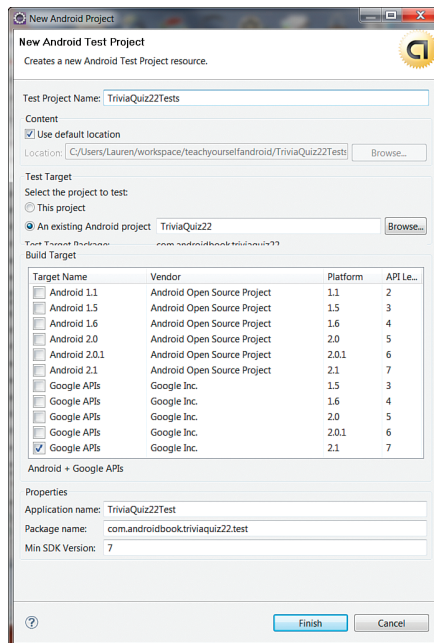 New Android Project
New Android Test Project
Creates a new Android Test Project resource.
Test Project Name: TriviaQuiz22Tests
Content
Use default location
Location: C:/Users/Lauren/workspace/teachyourselfandroid/TriviaQuiz22Tests Browse...
Test Target
Select the project to test:
This project
An existing Android project TriviaQuiz22 Browse...
Test Target Package: com.androidbook.triviaquiz22
Build Target
Target Name Vendor Platform API Le...
Android 1.1 Android Open Source Project 1.1 2
Android 1.5 Android Open Source Project 1.5 3
Android 1.6 Android Open Source Project 1.6 4
Android 2.0 Android Open Source Project 2.0 5
Android 2.0.1 Android Open Source Project 2.0.1 6
Android 2.1 Android Open Source Project 2.1 7
Google APIs Google Inc. 1.5 3
Google APIs Google Inc. 1.6 4
Google APIs Google Inc. 2.0 5
Google APIs Google Inc. 2.0.1 6
Google APIs Google Inc. 2.1 7
Android + Google APIs
Properties
Application name: TriviaQuiz22Test
Package name: com.androidbook.triviaquiz22.test
Min SDK Version: 7
Finish Cancel